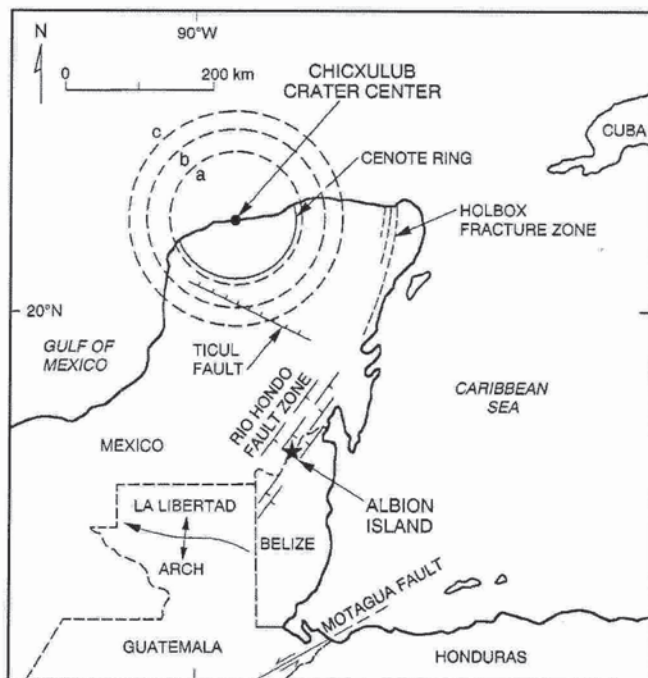 90°W
N
0 200 km
CHICXULUB
CRATER CENTER
c
b
a
CENOTE RING
CUBA
HOLBOX
FRACTURE ZONE
20°N
GULF OF
MEXICO
TICUL
FAULT
CARIBBEAN
SEA
RIO HONDO
FAULT ZONE
MEXICO
LA LIBERTAD
ARCH
BELIZE
ALBION
ISLAND
MOTAGUA FAULT
GUATEMALA
HONDURAS